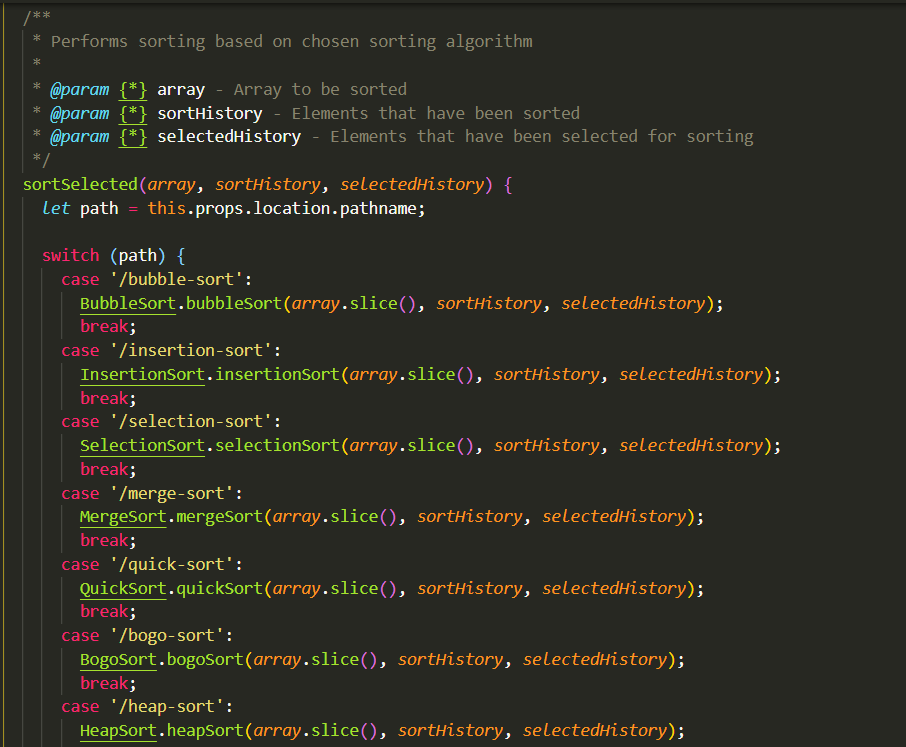 /**
* Performs sorting based on chosen sorting algorithm
*
* @param {*} array - Array to be sorted
* @param {*} sortHistory - Elements that have been sorted
* @param {*} selectedHistory - Elements that have been selected for sorting
*/
sortSelected(array, sortHistory, selectedHistory) {
let path = this.props.location.pathname;
switch (path) {
case '/bubble-sort':
BubbleSort.bubbleSort(array.slice(), sortHistory, selectedHistory);
break;
case '/insertion-sort':
InsertionSort.insertionSort(array.slice(), sortHistory, selectedHistory);
break;
case '/selection-sort':
SelectionSort.selectionSort(array.slice(), sortHistory, selectedHistory);
break;
case '/merge-sort':
MergeSort.mergeSort(array.slice(), sortHistory, selectedHistory);
break;
case '/quick-sort':
QuickSort.quickSort(array.slice(), sortHistory, selectedHistory);
break;
case '/bogo-sort':
BogoSort.bogoSort(array.slice(), sortHistory, selectedHistory);
break;
case '/heap-sort':
HeapSort.heapSort(array.slice(), sortHistory, selectedHistory);